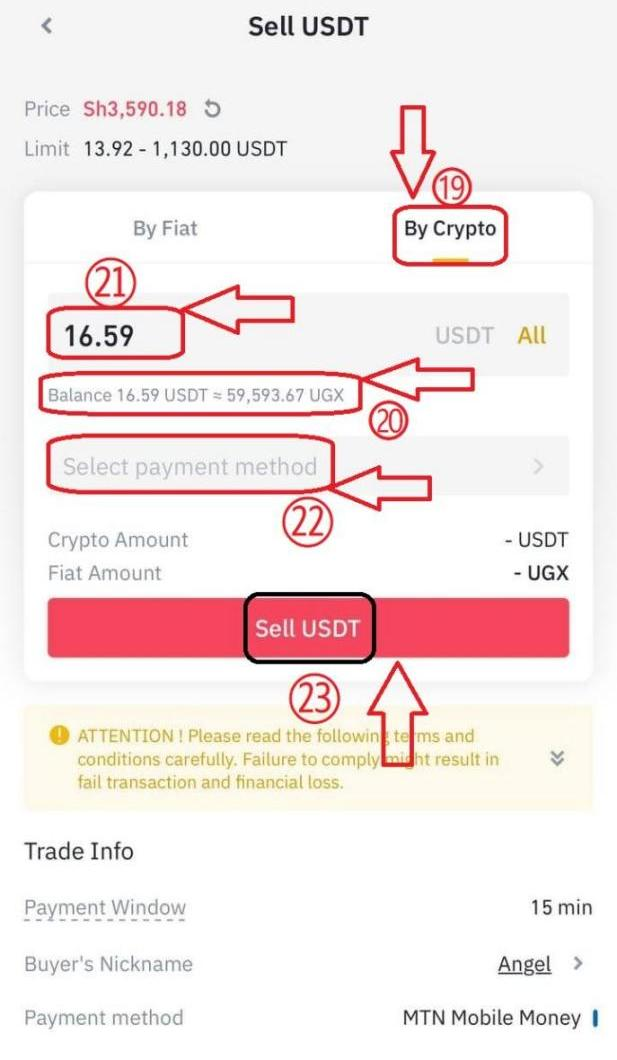 Sell USDT
Price Sh3,590.18
Limit 13.92 - 1,130.00 USDT
19
By Fiat By Crypto
21
16.59 USDT All
Balance 16.59 USDT ≈ 59,593.67 UGX
20
Select payment method
22
Crypto Amount - USDT
Fiat Amount - UGX
Sell USDT
23
ATTENTION ! Please read the following terms and
conditions carefully. Failure to comply might result in
fail transaction and financial loss.
Trade Info
Payment Window 15 min
Buyer's Nickname Angel
Payment method MTN Mobile Money